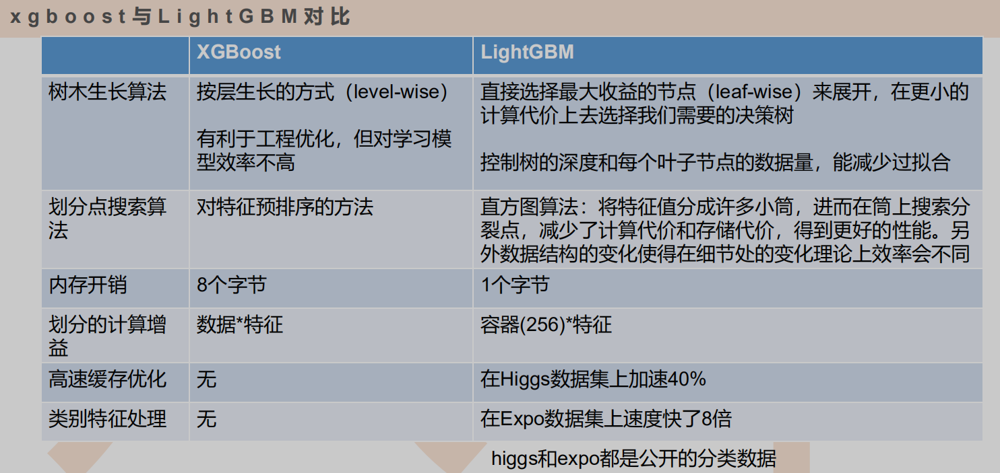 xgboost与LightGBM对比
XGBoost
LightGBM
树木生长算法
按层生长的方式（level-wise）
有利于工程优化，但对学习模
型效率不高
直接选择最大收益的节点（leaf-wise）来展开，在更小的
计算代价上去选择我们需要的决策树
控制树的深度和每个叶子节点的数据量，能减少过拟合
划分点搜索算
法
对特征预排序的方法
直方图算法：将特征值分成许多小筒，进而在筒上搜索分
裂点，减少了计算代价和存储代价，得到更好的性能。另
外数据结构的变化使得在细节处的变化理论上效率会不同
内存开销
8个字节
1个字节
划分的计算增
益
数据*特征
容器(256)*特征
高速缓存优化
无
在Higgs数据集上加速40%
类别特征处理
无
在Expo数据集上速度快了8倍
higgs和expo都是公开的分类数据